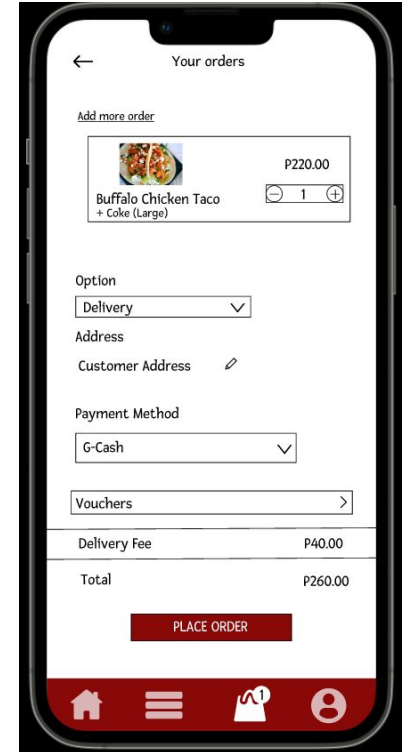 Your orders
Add more order
P220.00
Buffalo Chicken Taco
1
+ Coke (Large)
Option
Delivery
Address
Customer Address
Payment Method
G-Cash
Vouchers
Delivery Fee P40.00
Total P260.00
PLACE ORDER
1